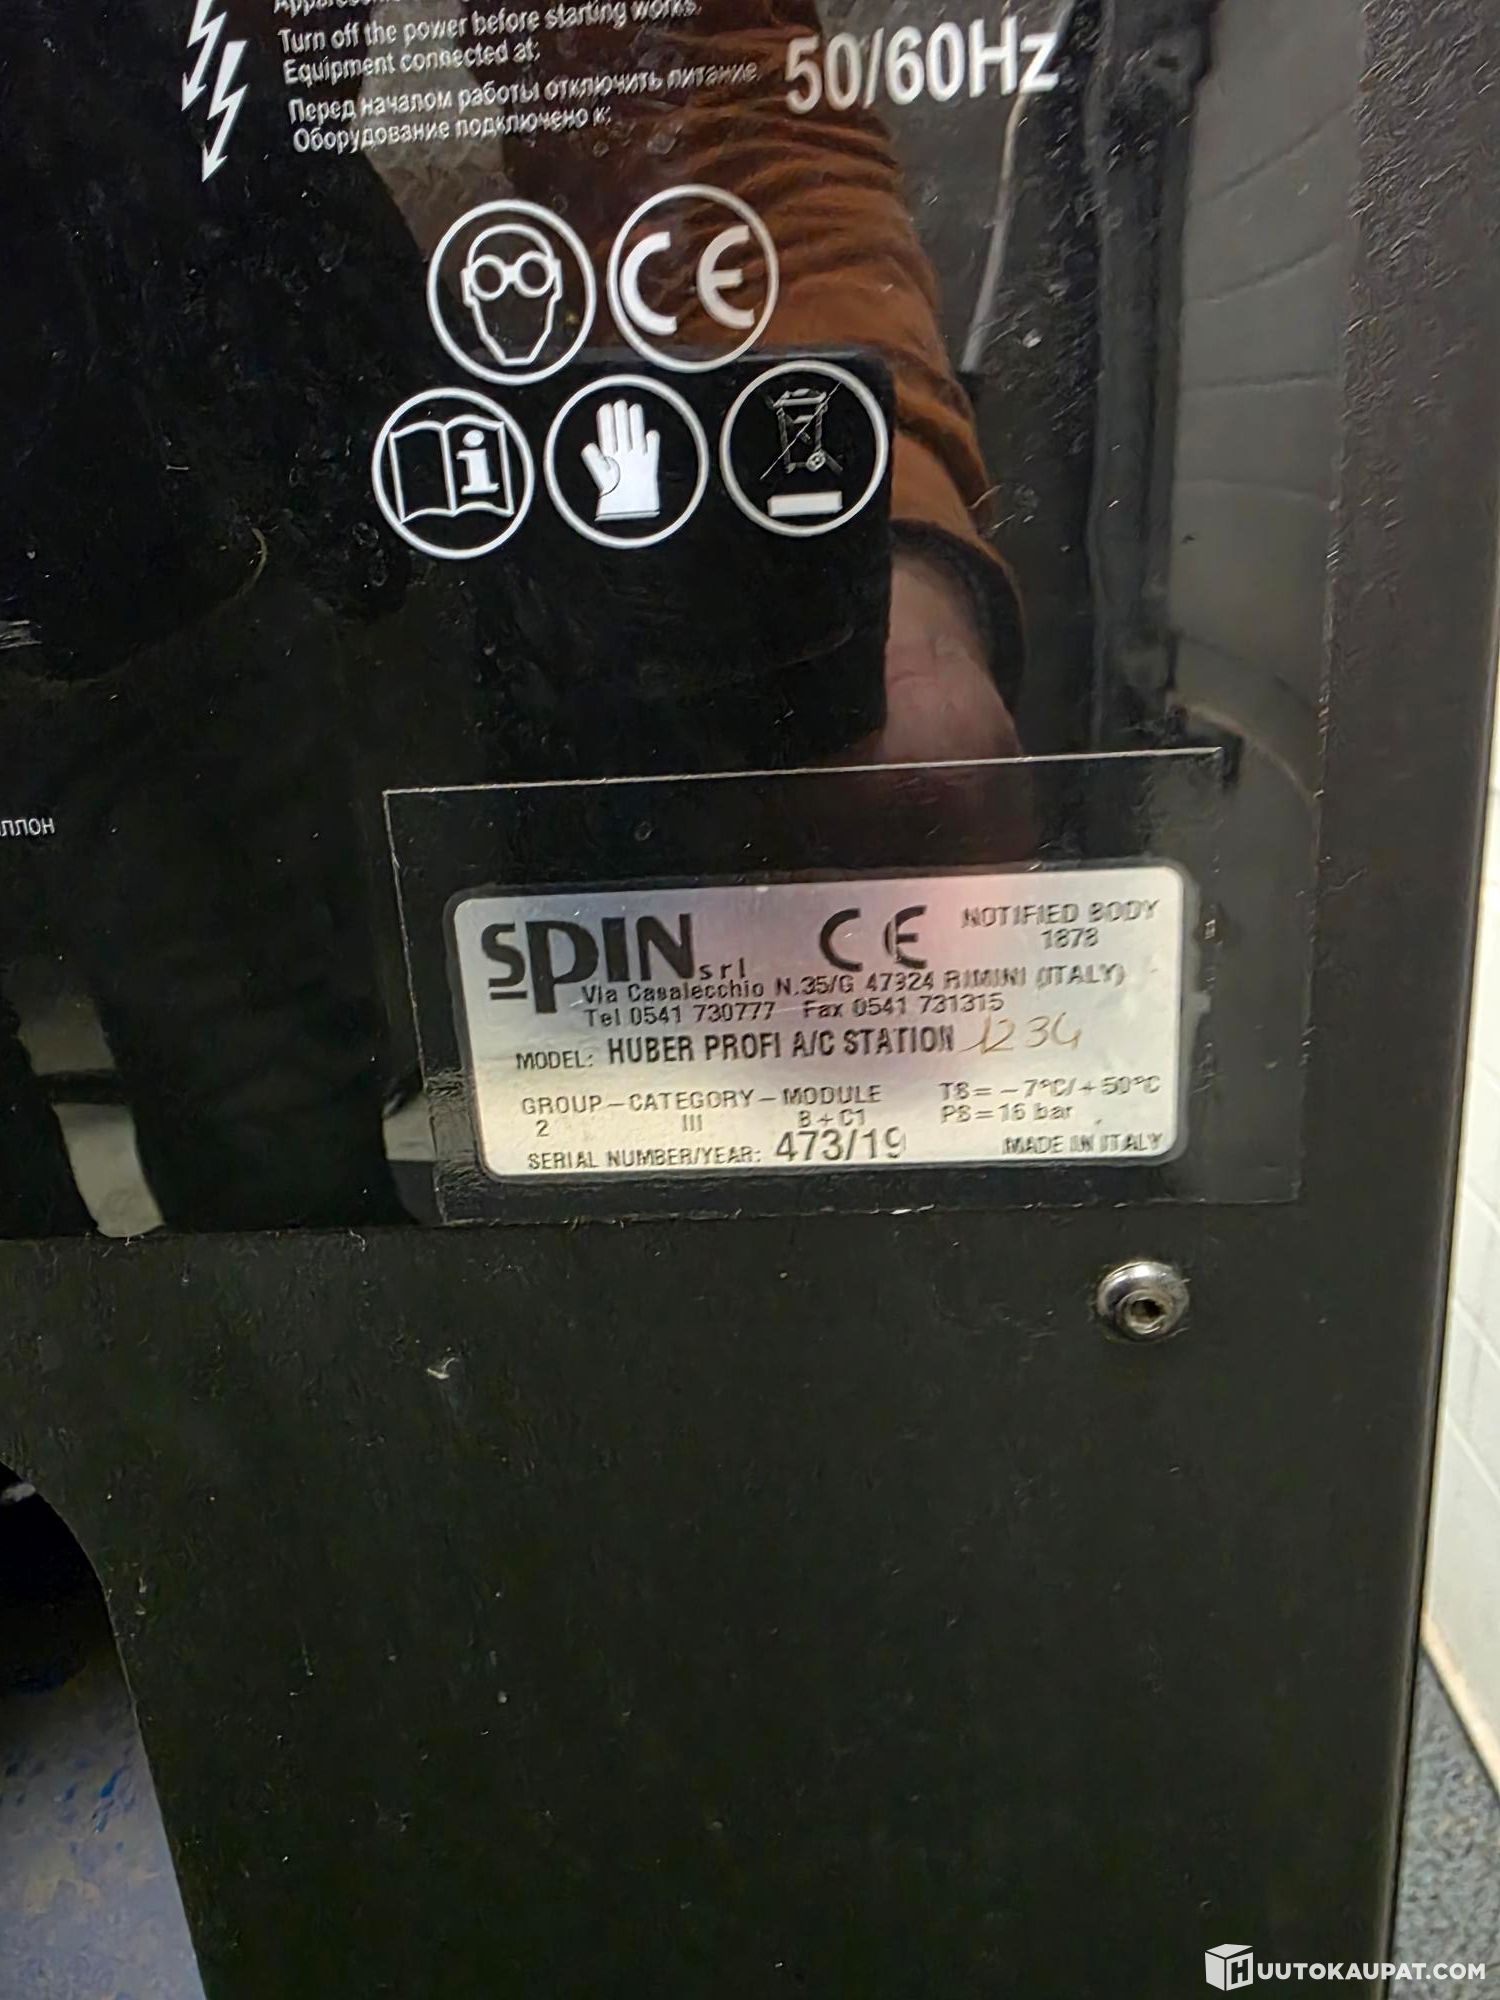 Turn off the power before starting works.
Equipment connected at:
Перед началом работы отключить питание.
Оборудование подключено к:
50/60Hz
CE
i
ллон
spIN srl CE NOTIFIED BODY
1878
Via Casalecchio N.35/G 47924 RIMINI (ITALY)
Tel 0541 730777 Fax 0541 731315
MODEL: HUBER PROFI A/C STATION 1234
GROUP-CATEGORY-MODULE TS=-7°C/+50°C
2 III B+C1 PS=16 bar
SERIAL NUMBER/YEAR: 473/19 MADE IN ITALY
HUUTOKAUPAT.COM